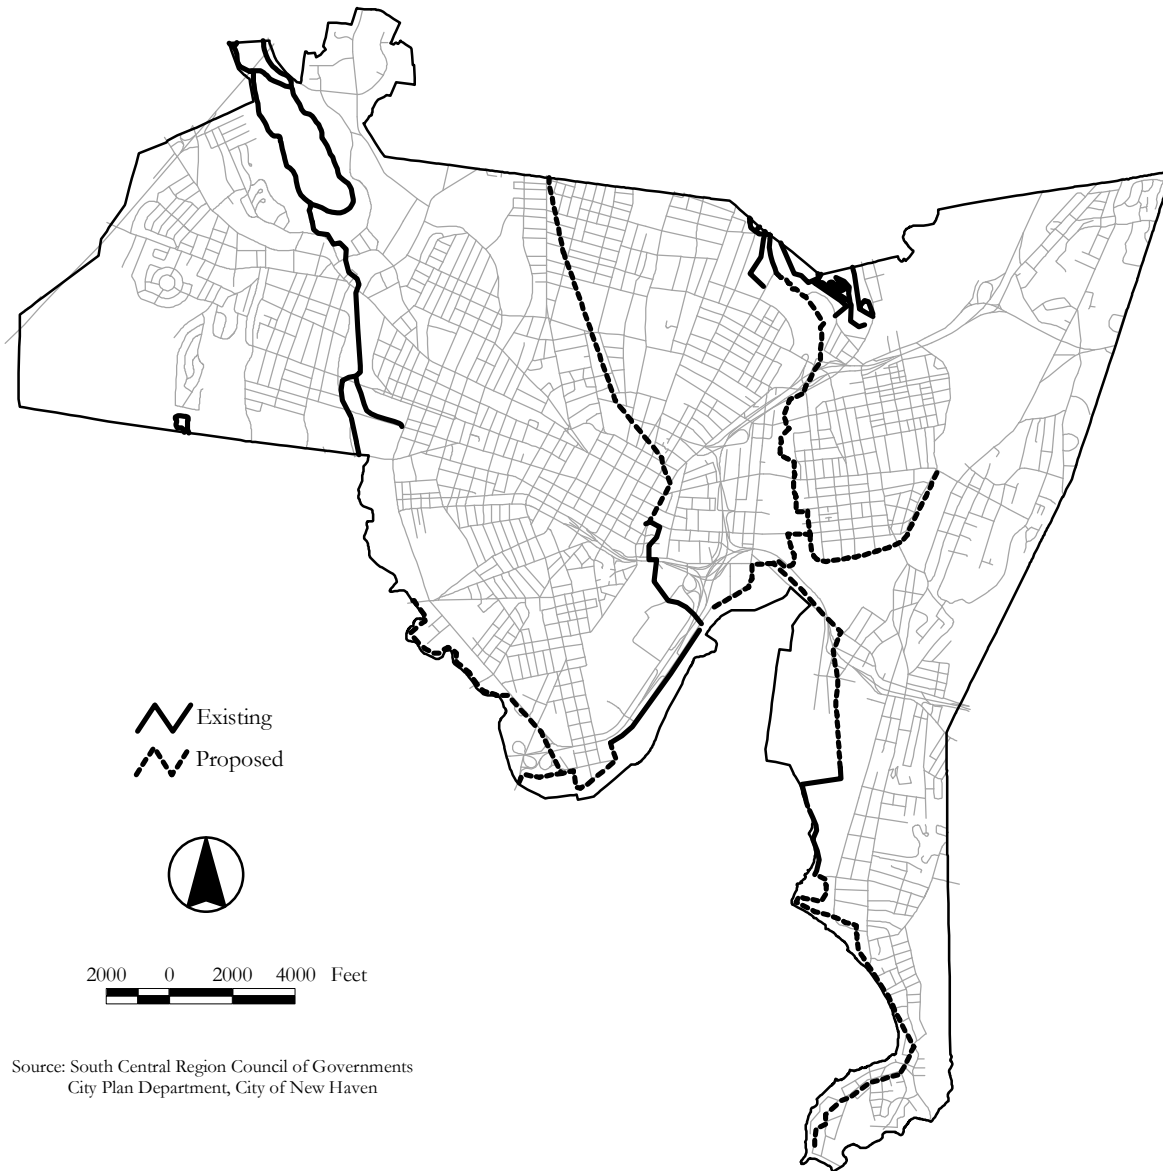 Existing
Proposed
2000 0 2000 4000 Feet
Source: South Central Region Council of Governments
City Plan Department, City of New Haven